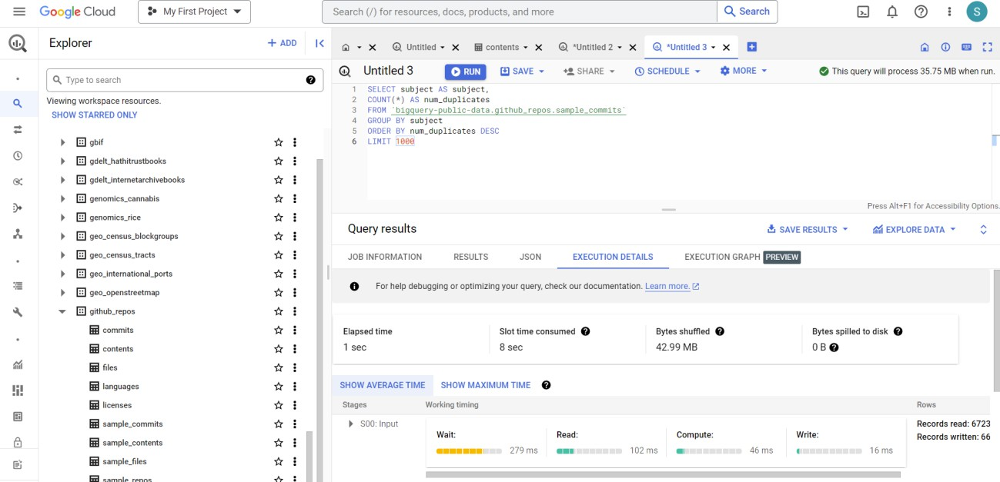 Google Cloud My First Project Search (/) for resources, docs, products, and more Search S
Explorer + ADD
Untitled contents *Untitled 2 *Untitled 3
Type to search
Viewing workspace resources.
SHOW STARRED ONLY
gbif
gdelt_hathitrustbooks
gdelt_internetarchivebooks
genomics_cannabis
genomics_rice
geo_census_blockgroups
geo_census_tracts
geo_international_ports
geo_openstreetmap
github_repos
commits
contents
files
languages
licenses
sample_commits
sample_contents
sample_files
sample_repos
Untitled 3 RUN SAVE SHARE SCHEDULE MORE This query will process 35.75 MB when run.
1 SELECT subject AS subject,
2 COUNT(*) AS num_duplicates
3 FROM `bigquery-public-data.github_repos.sample_commits`
4 GROUP BY subject
5 ORDER BY num_duplicates DESC
6 LIMIT 1000
Press Alt+F1 for Accessibility Options.
Query results SAVE RESULTS EXPLORE DATA
JOB INFORMATION RESULTS JSON EXECUTION DETAILS EXECUTION GRAPH PREVIEW
For help debugging or optimizing your query, check our documentation. Learn more.
Elapsed time Slot time consumed Bytes shuffled Bytes spilled to disk
1 sec 8 sec 42.99 MB 0 B
SHOW AVERAGE TIME SHOW MAXIMUM TIME
Stages Working timing Rows
S00: Input Wait: Read: Compute: Write: Records read: 6723
279 ms 102 ms 46 ms 16 ms Records written: 66